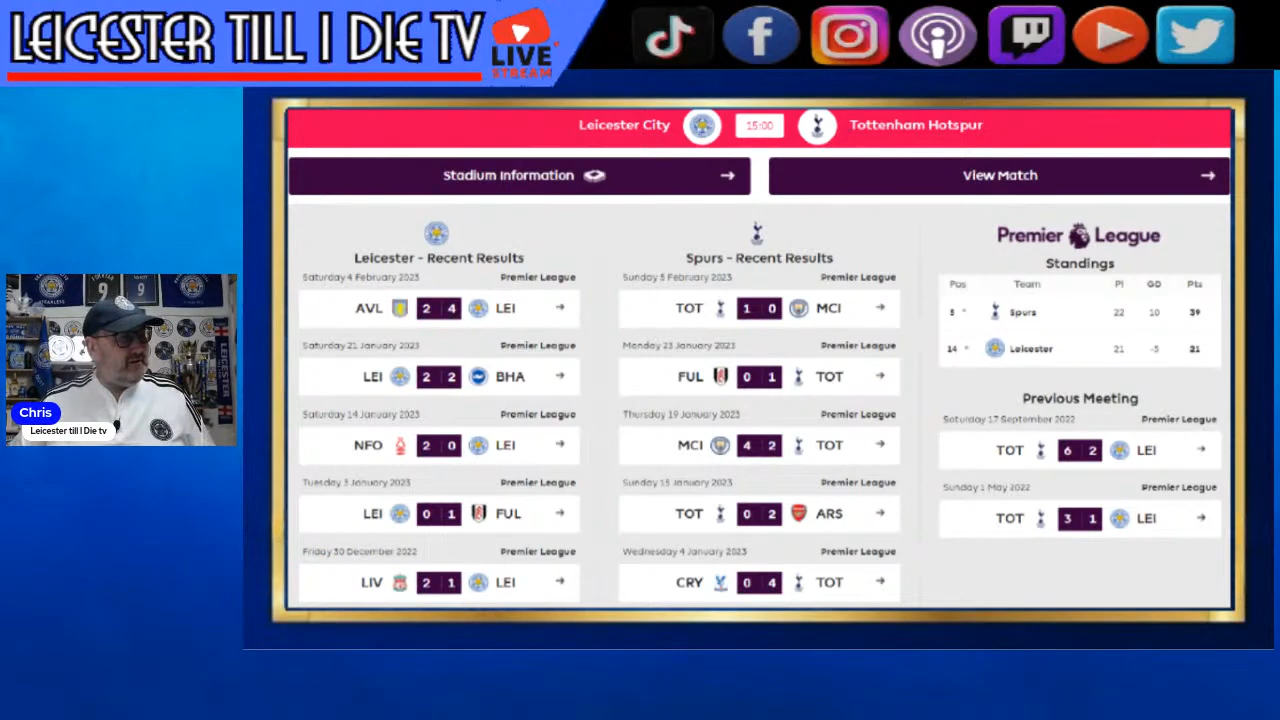 LEICESTER TILL I DIE TV
LIVE
STREAM
Leicester City 15:00 Tottenham Hotspur
Stadium Information
View Match
Leicester - Recent Results
Saturday 4 February 2023 Premier League
AVL 2 4 LEI
Saturday 21 January 2023 Premier League
LEI 2 2 BHA
Saturday 14 January 2023 Premier League
NFO 2 0 LEI
Tuesday 3 January 2023 Premier League
LEI 0 1 FUL
Friday 30 December 2022 Premier League
LIV 2 1 LEI
Spurs - Recent Results
Sunday 5 February 2023 Premier League
TOT 1 0 MCI
Monday 23 January 2023 Premier League
FUL 0 1 TOT
Thursday 19 January 2023 Premier League
MCI 4 2 TOT
Sunday 15 January 2023 Premier League
TOT 0 2 ARS
Wednesday 4 January 2023 Premier League
CRY 0 4 TOT
Premier League
Standings
Pos Team Pl GD Pts
5 Spurs 22 10 39
14 Leicester 21 -5 21
Previous Meeting
Saturday 17 September 2022 Premier League
TOT 6 2 LEI
Sunday 1 May 2022 Premier League
TOT 3 1 LEI
9 9
LEICESTER
Chris
Leicester till I Die tv